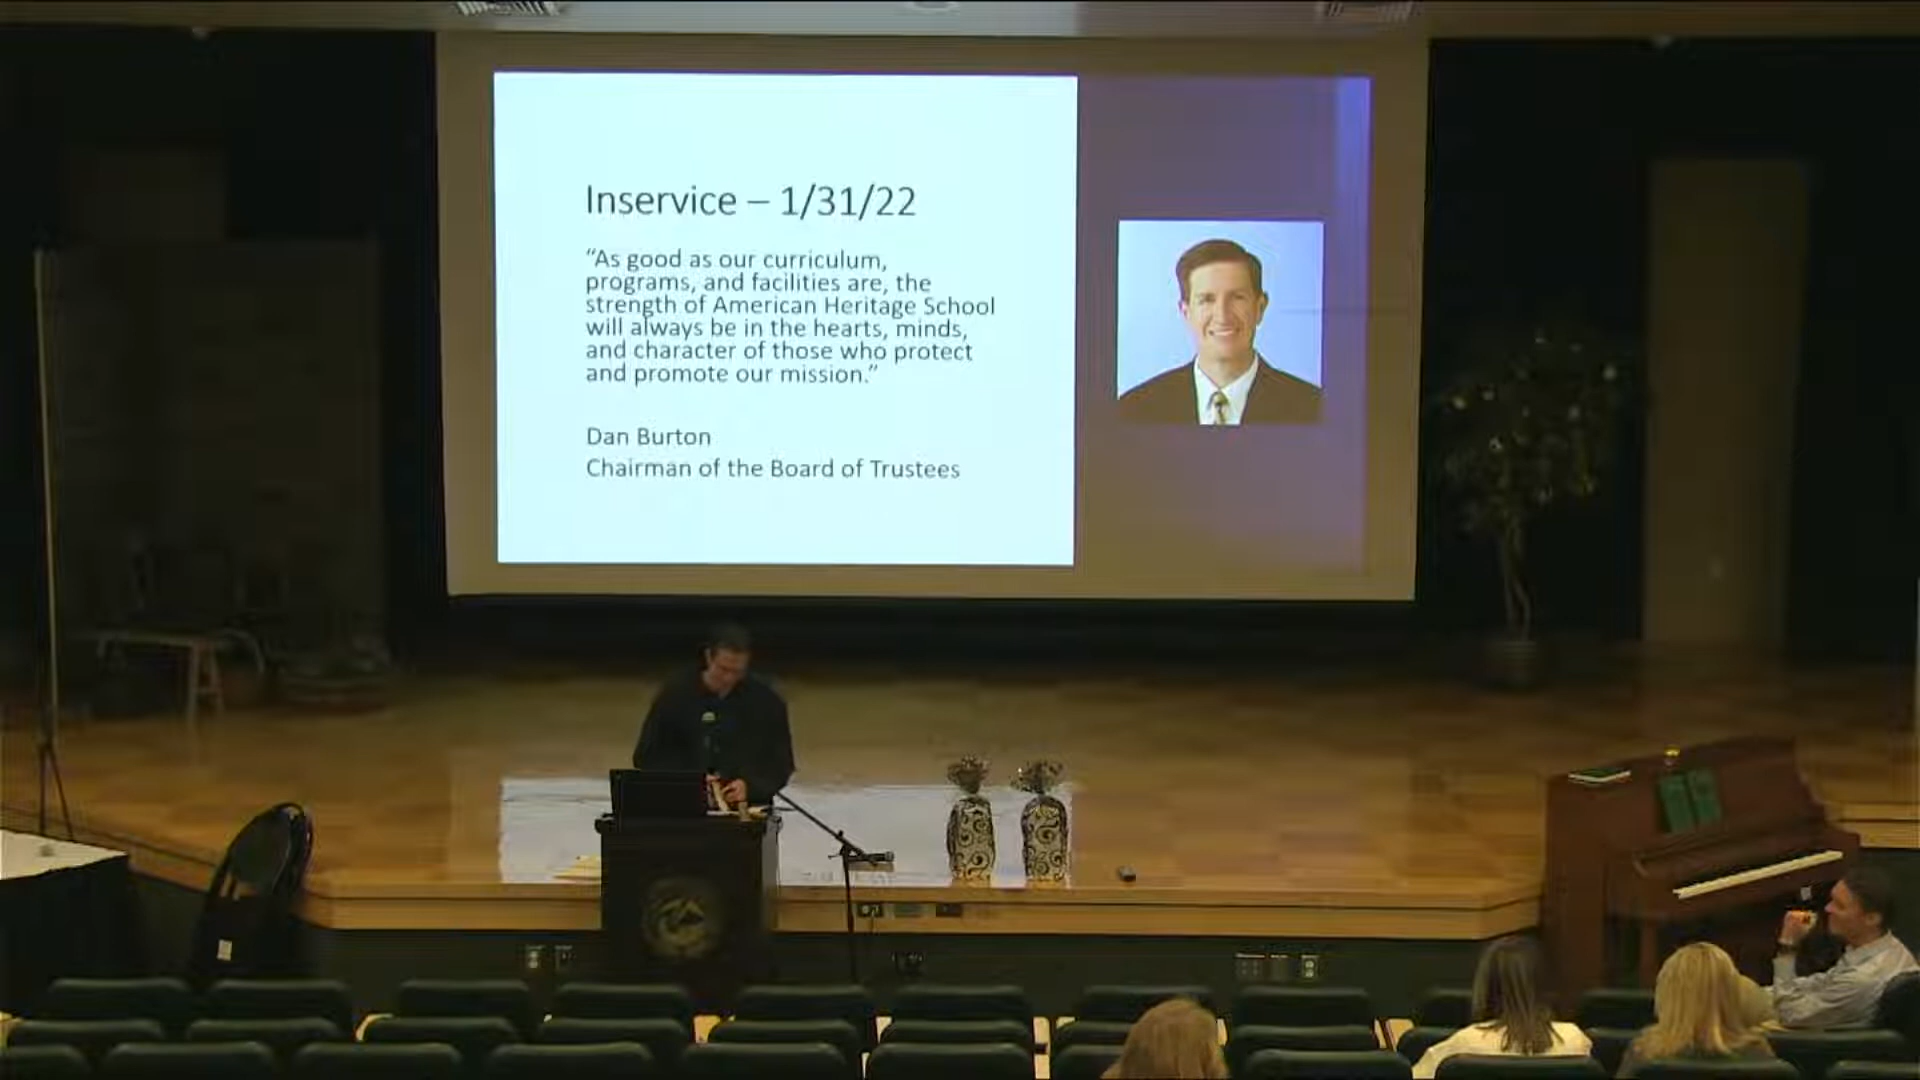 Inservice – 1/31/22
“As good as our curriculum,
programs, and facilities are, the
strength of American Heritage School
will always be in the hearts, minds,
and character of those who protect
and promote our mission.”
Dan Burton
Chairman of the Board of Trustees